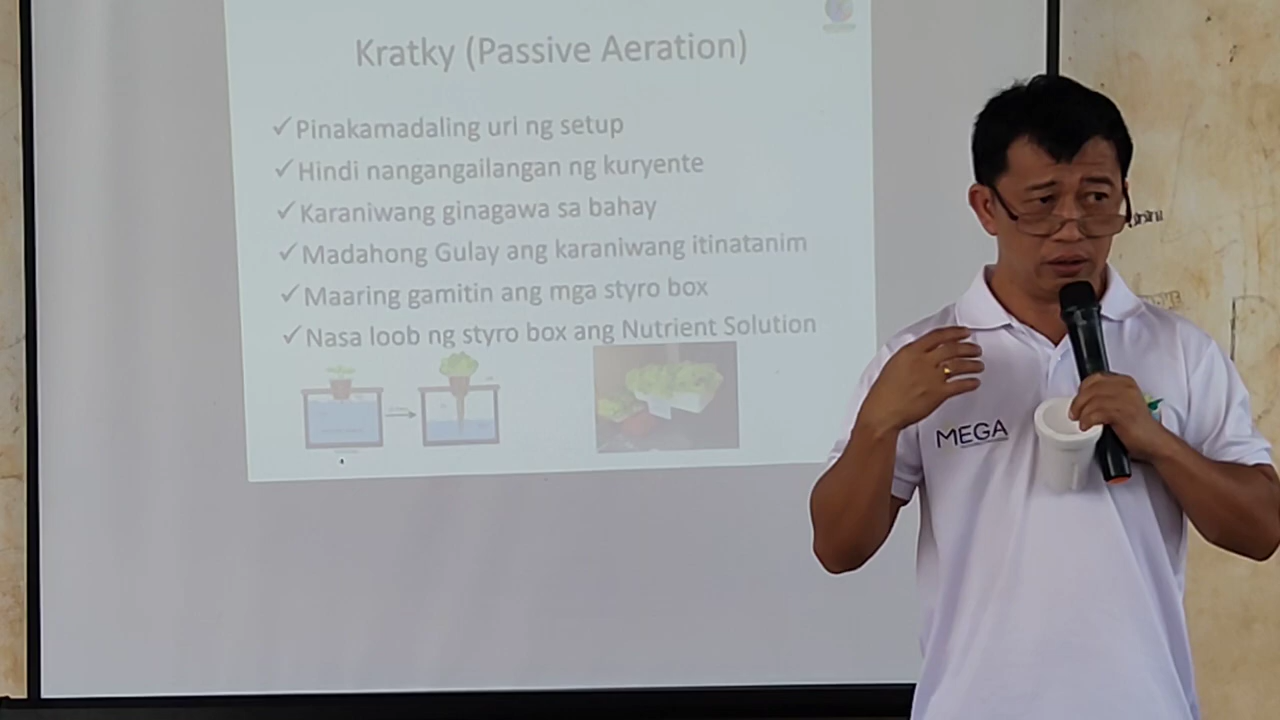 Kratky (Passive Aeration)
✓ Pinakamadaling uri ng setup
✓ Hindi nangangailangan ng kuryente
✓ Karaniwang ginagawa sa bahay
✓ Madahong Gulay ang karaniwang itinatanim
✓ Maaring gamitin ang mga styro box
✓ Nasa loob ng styro box ang Nutrient Solution
MEGA